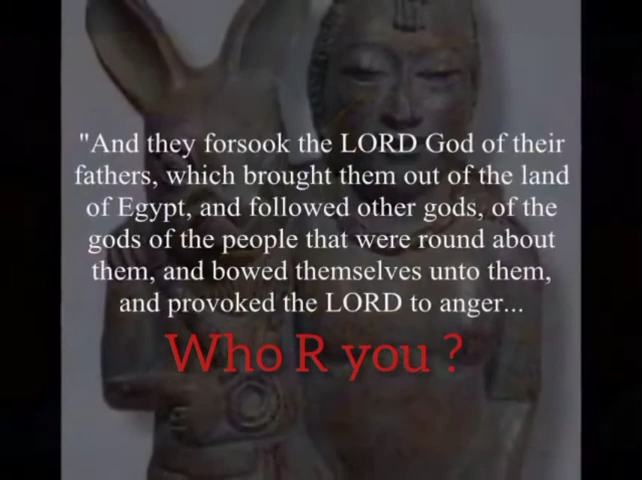 "And they forsook the LORD God of their
fathers, which brought them out of the land
of Egypt, and followed other gods, of the
gods of the people that were round about
them, and bowed themselves unto them,
and provoked the LORD to anger...
Who R you ?